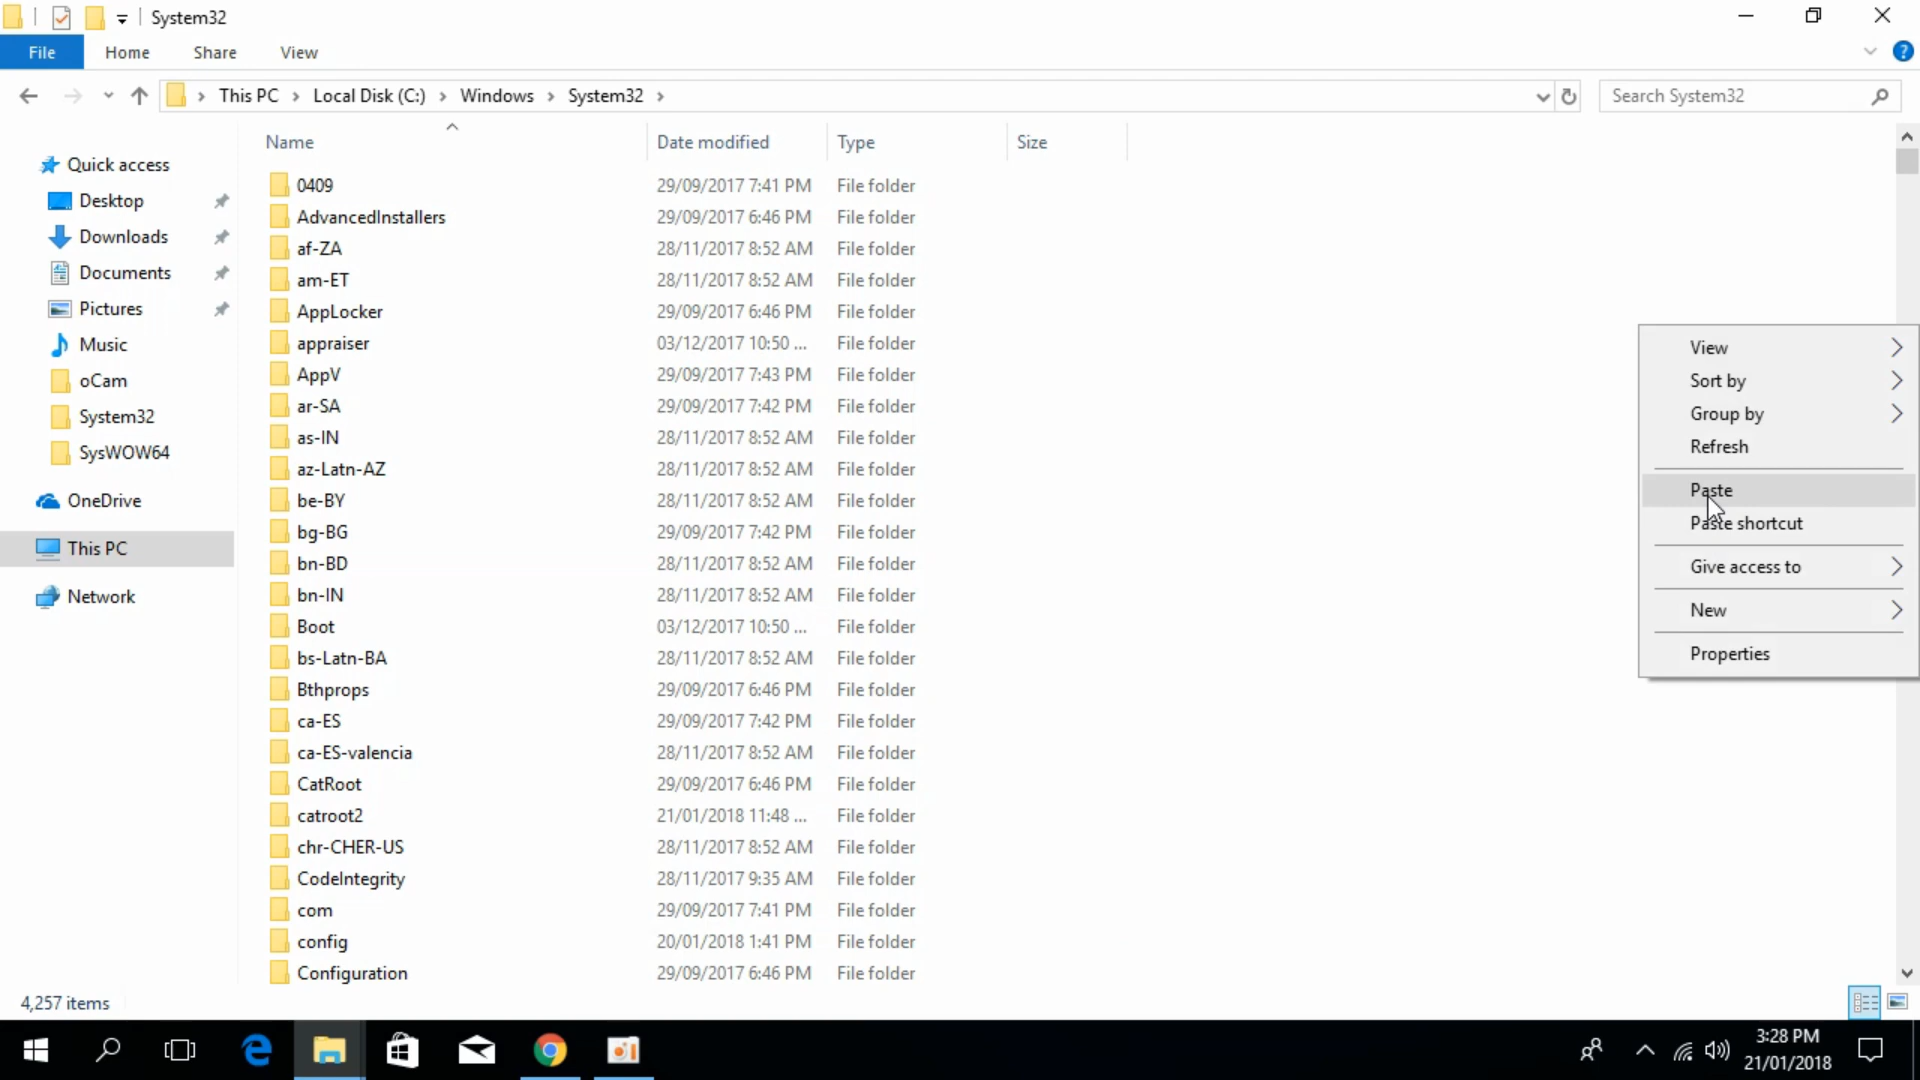 System32
File Home Share View
This PC Local Disk (C:) Windows System32
Search System32
Name Date modified Type Size
Quick access
Desktop
Downloads
Documents
Pictures
Music
oCam
System32
SysWOW64
OneDrive
This PC
Network
0409 29/09/2017 7:41 PM File folder
AdvancedInstallers 29/09/2017 6:46 PM File folder
af-ZA 28/11/2017 8:52 AM File folder
am-ET 28/11/2017 8:52 AM File folder
AppLocker 29/09/2017 6:46 PM File folder
appraiser 03/12/2017 10:50 ... File folder
AppV 29/09/2017 7:43 PM File folder
ar-SA 29/09/2017 7:42 PM File folder
as-IN 28/11/2017 8:52 AM File folder
az-Latn-AZ 28/11/2017 8:52 AM File folder
be-BY 28/11/2017 8:52 AM File folder
bg-BG 29/09/2017 7:42 PM File folder
bn-BD 28/11/2017 8:52 AM File folder
bn-IN 28/11/2017 8:52 AM File folder
Boot 03/12/2017 10:50 ... File folder
bs-Latn-BA 28/11/2017 8:52 AM File folder
Bthprops 29/09/2017 6:46 PM File folder
ca-ES 29/09/2017 7:42 PM File folder
ca-ES-valencia 28/11/2017 8:52 AM File folder
CatRoot 29/09/2017 6:46 PM File folder
catroot2 21/01/2018 11:48 ... File folder
chr-CHER-US 28/11/2017 8:52 AM File folder
CodeIntegrity 28/11/2017 9:35 AM File folder
com 29/09/2017 7:41 PM File folder
config 20/01/2018 1:41 PM File folder
Configuration 29/09/2017 6:46 PM File folder
View
Sort by
Group by
Refresh
Paste
Paste shortcut
Give access to
New
Properties
4,257 items
3:28 PM
21/01/2018